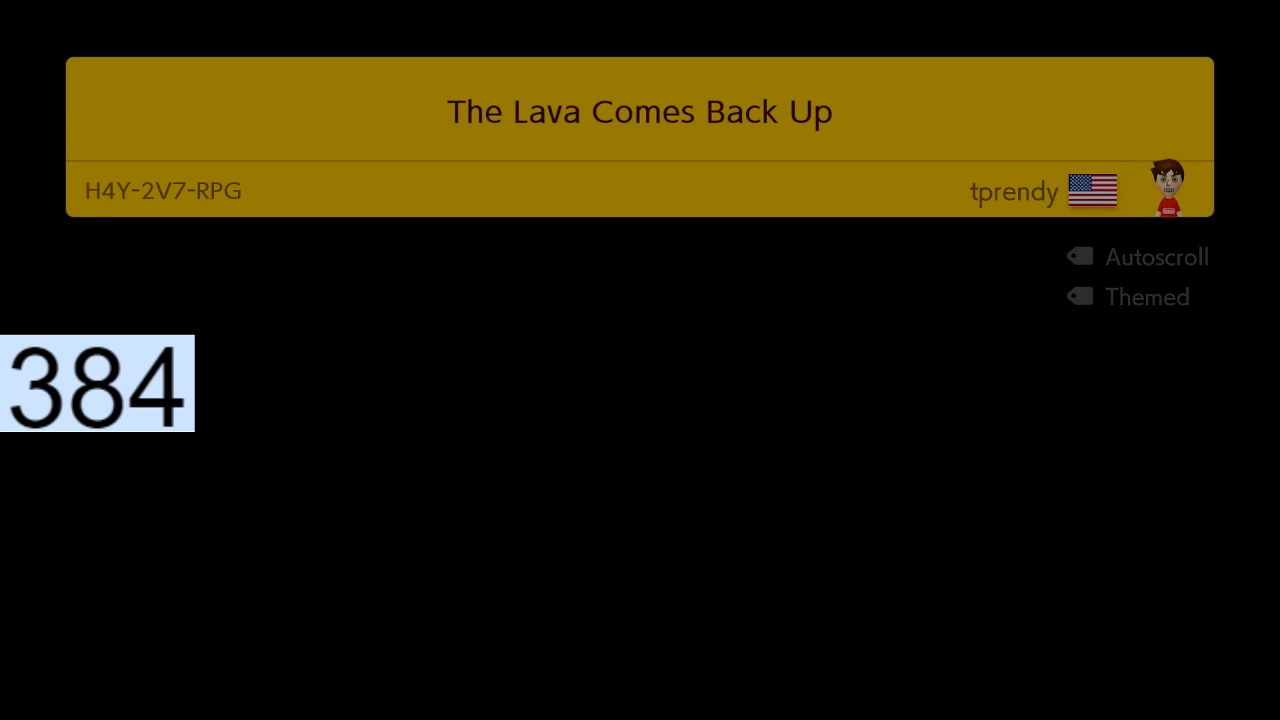 The Lava Comes Back Up
H4Y-2V7-RPG
tprendy
Autoscroll
Themed
384